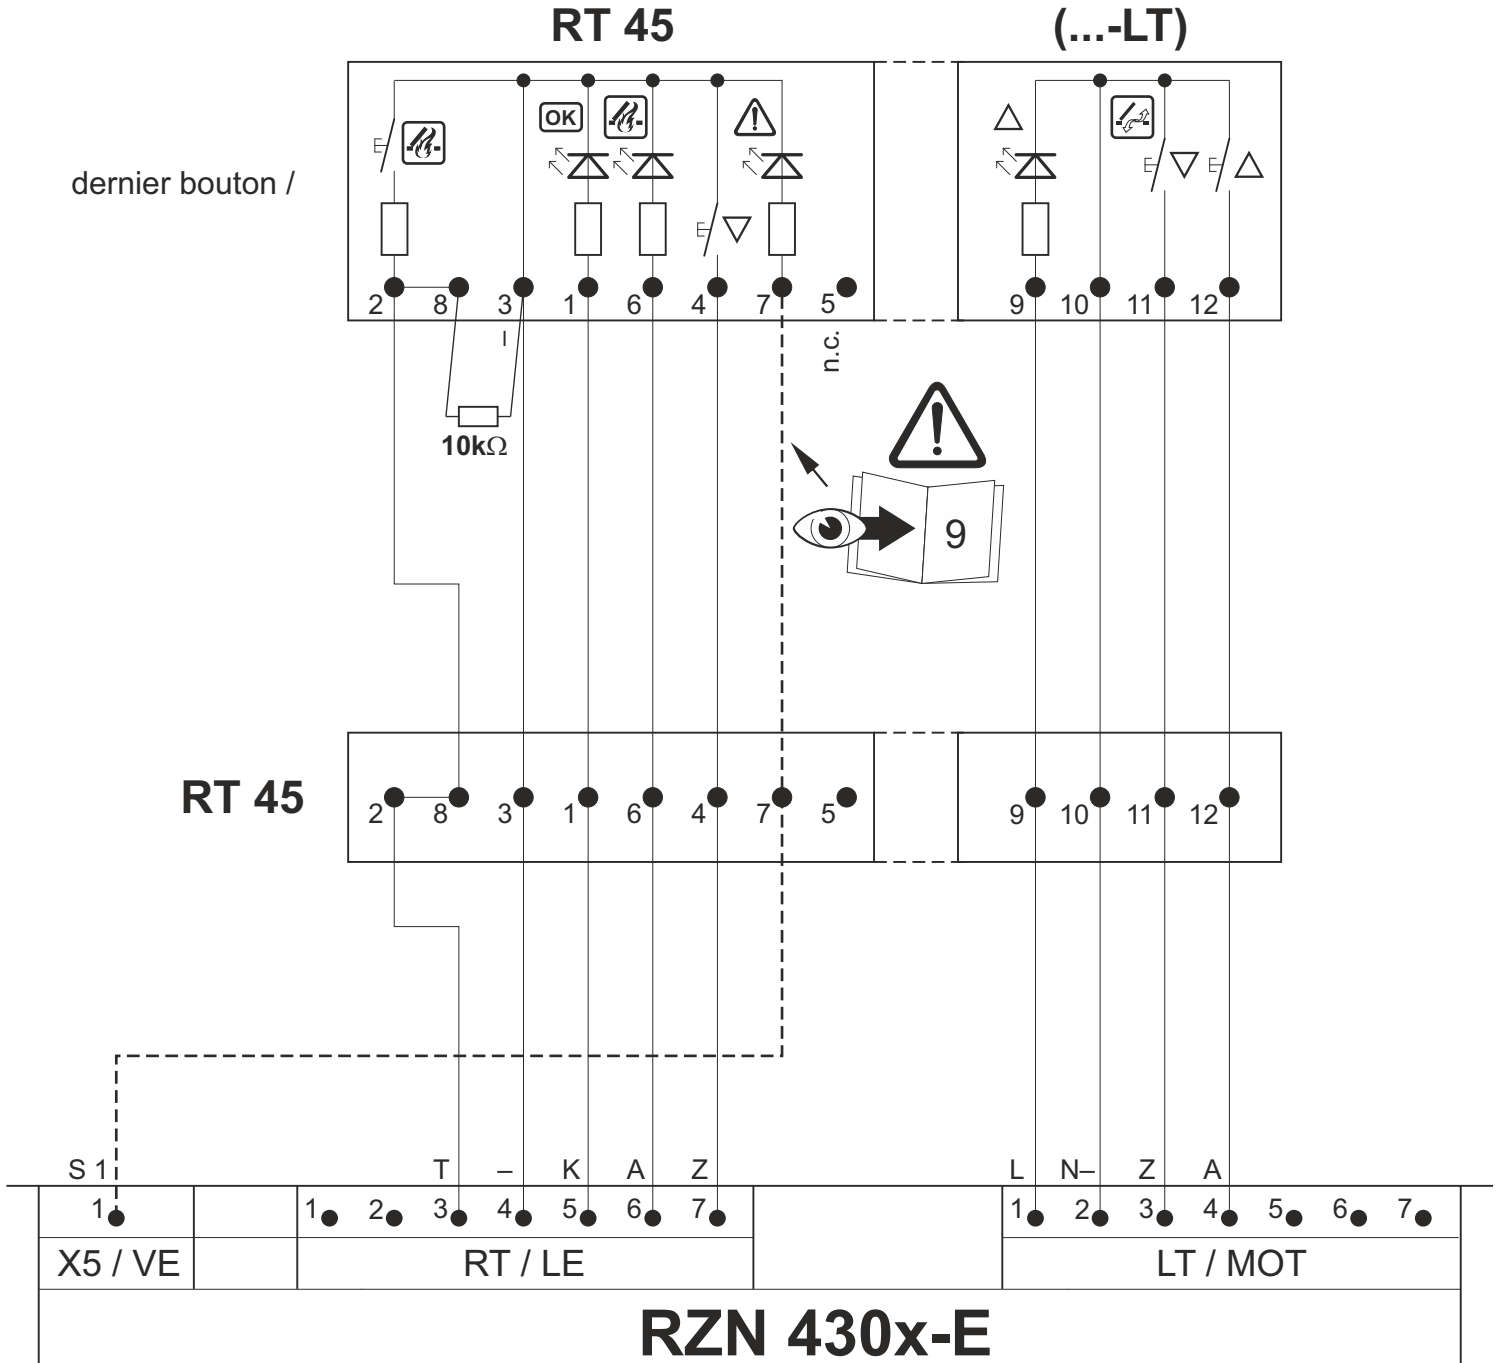 RT 45 (...-LT)
OK
dernier bouton /
2 8 3 1 6 4 7 5 9 10 11 12
n.c.
10kΩ
9
RT 45
2 8 3 1 6 4 7 5 9 10 11 12
S 1 T – K A Z L N– Z A
1 1 2 3 4 5 6 7 1 2 3 4 5 6 7
X5 / VE RT / LE LT / MOT
RZN 430x-E